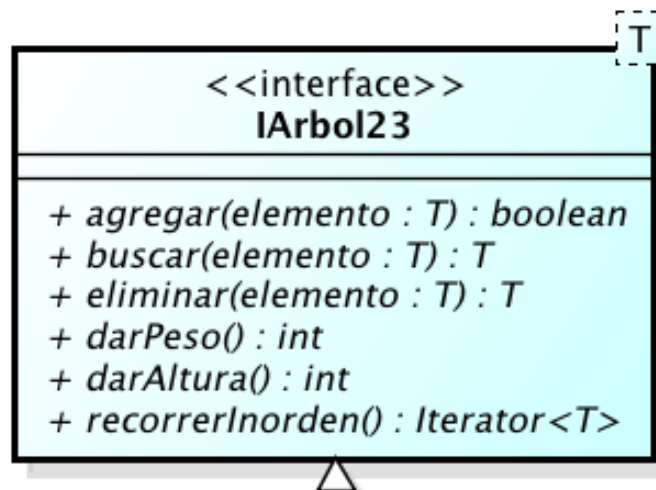 T
<<interface>>
IArbol23
+ agregar(elemento : T) : boolean
+ buscar(elemento : T) : T
+ eliminar(elemento : T) : T
+ darPeso() : int
+ darAltura() : int
+ recorrerInorden() : Iterator<T>